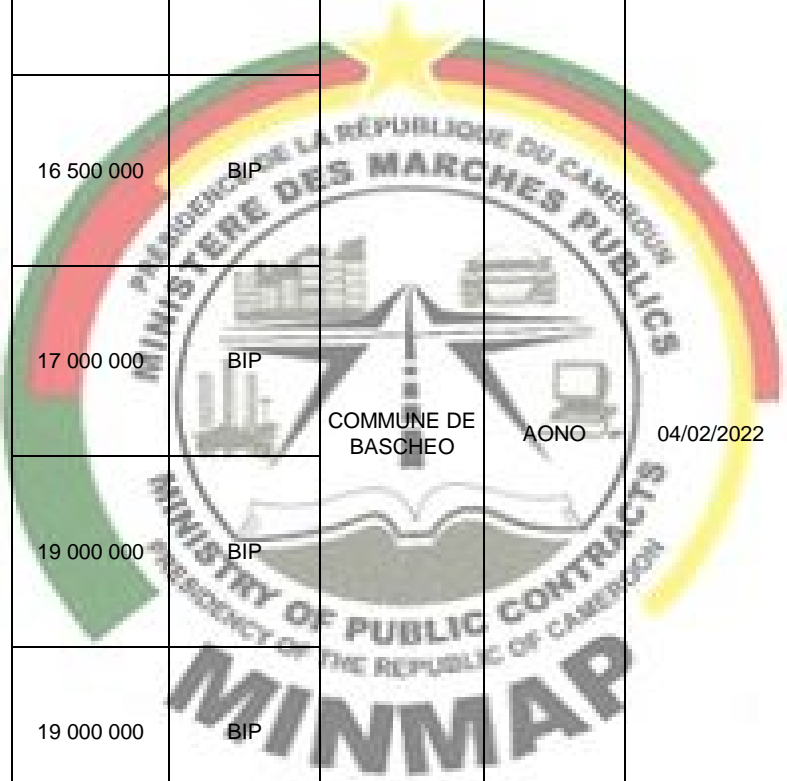 PRÉSIDENCE DE LA RÉPUBLIQUE DU CAMEROUN
MINISTERE DES MARCHES PUBLICS
16 500 000 BIP
17 000 000 BIP
COMMUNE DE
BASCHEO
AONO
04/02/2022
19 000 000 BIP
MINISTRY OF PUBLIC CONTRACTS
PRESIDENCY OF THE REPUBLIC OF CAMEROON
MINMAP
19 000 000 BIP